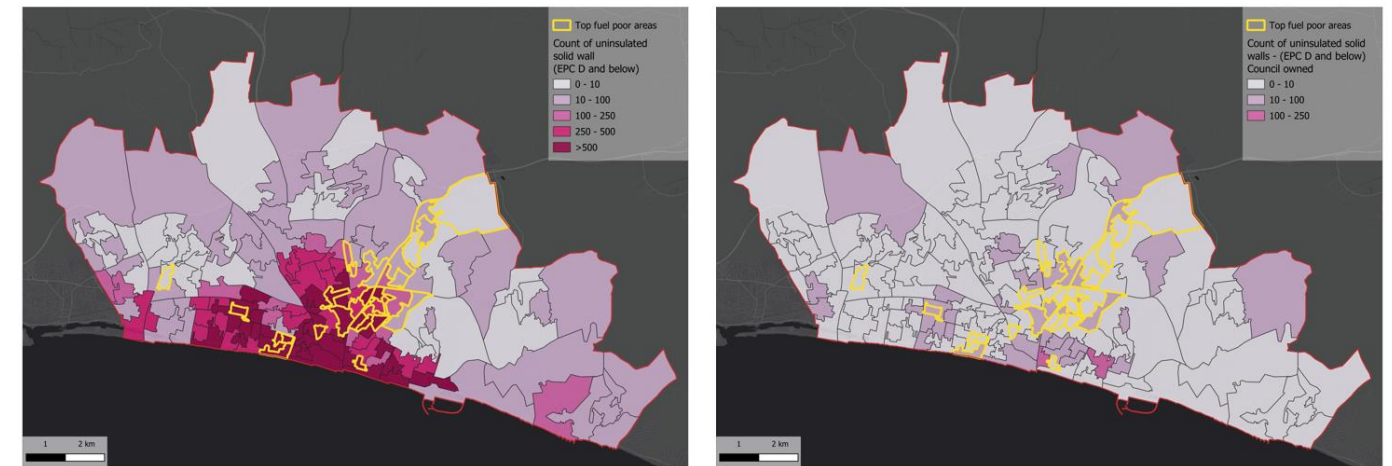 Top fuel poor areas
Count of uninsulated
solid wall
(EPC D and below)
0 - 10
10 - 100
100 - 250
250 - 500
>500
1 2 km
Top fuel poor areas
Count of uninsulated solid
walls - (EPC D and below)
Council owned
0 - 10
10 - 100
100 - 250
1 2 km